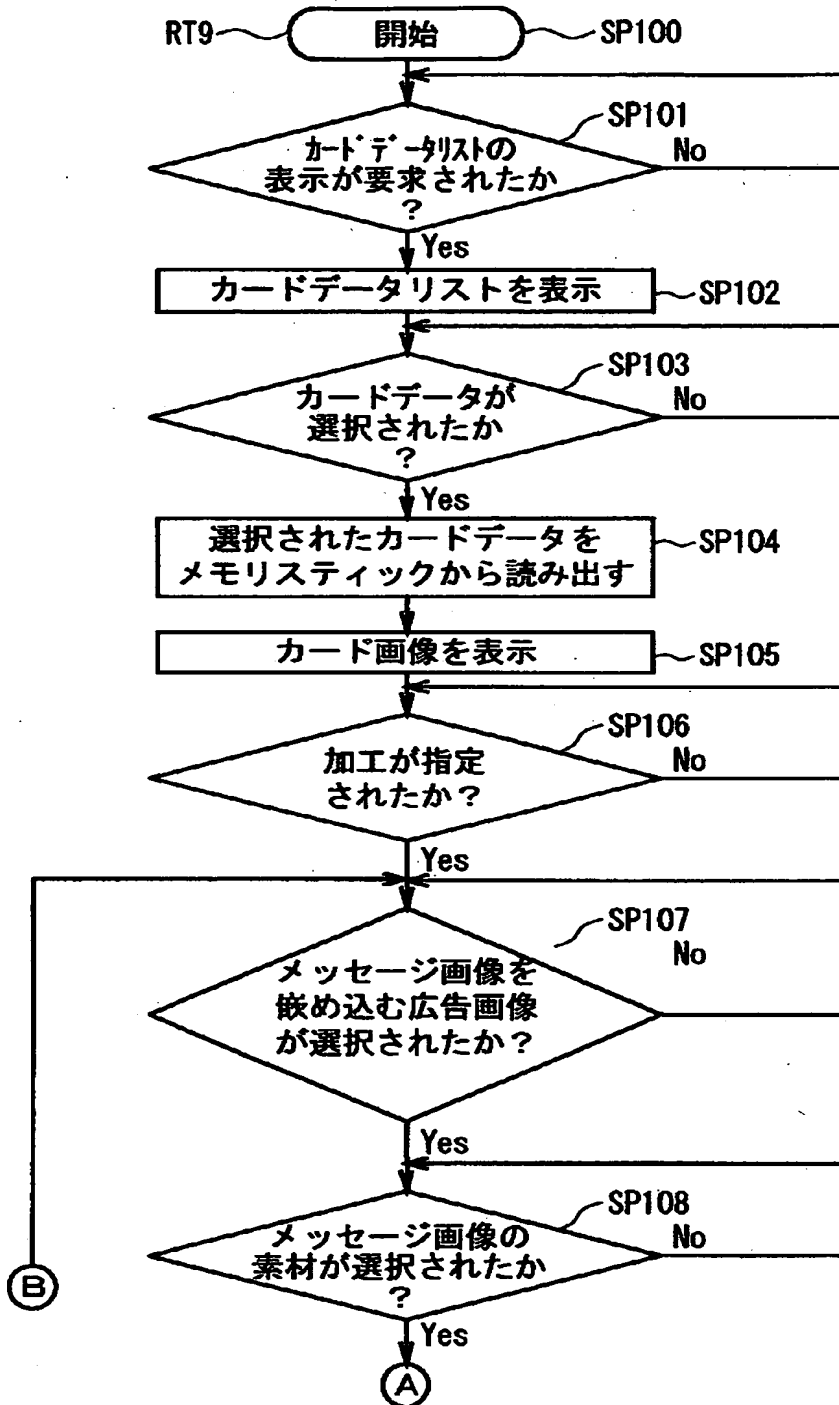 RT9
開始
SP100
SP101
カードデータリストの
表示が要求されたか
?
No
Yes
カードデータリストを表示
SP102
SP103
カードデータが
選択されたか
?
No
Yes
選択されたカードデータを
メモリスティックから読み出す
SP104
カード画像を表示
SP105
SP106
加工が指定
されたか?
No
Yes
SP107
メッセージ画像を
嵌め込む広告画像
が選択されたか?
No
Yes
SP108
メッセージ画像の
素材が選択されたか
?
No
B
Yes
A